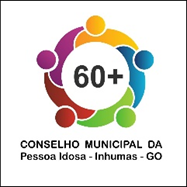 60+
CONSELHO MUNICIPAL DA
Pessoa Idosa - Inhumas - GO